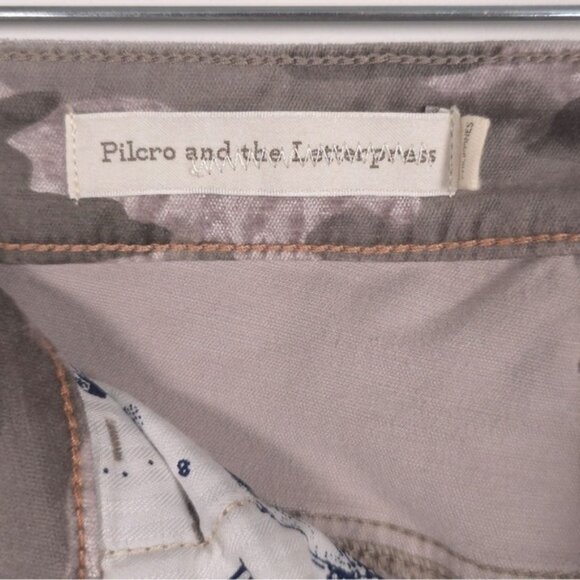 Pilcro and the Letterpress